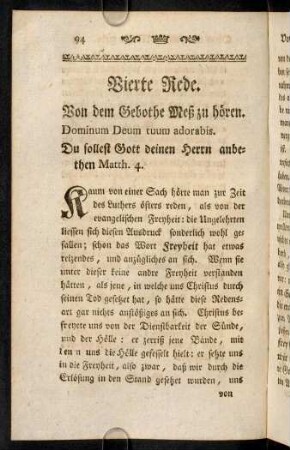 94
Vierte Rede.
Von dem Gebothe Meß zu hören.
Dominum Deum tuum adorabis.
Du sollest Gott deinen Herrn anbe-
then Matth. 4.
Kaum von einer Sach hörte man zur Zeit
des Luthers öfters reden, als von der
evangelischen Freyheit: die Ungelehrten
liessen sich diesen Ausdruck sonderlich wohl ge-
fallen; schon das Wort Freyheit hat etwas
reizendes, und anzügliches an sich. Wenn sie
unter dieser keine andre Freyheit verstanden
hätten, als jene, in welche uns Christus durch
seinen Tod gesetzet hat, so hätte diese Redens-
art gar nichts anstößiges an sich. Christus be-
freyete uns von der Dienstbarkeit der Sünde,
und der Hölle: er zerriß jene Bände, mit
uns die Hölle gefesselt hielt: er setzte uns
in die Freyheit, also zwar, daß wir durch die
Erlösung in den Stand gesetzet wurden, uns
von